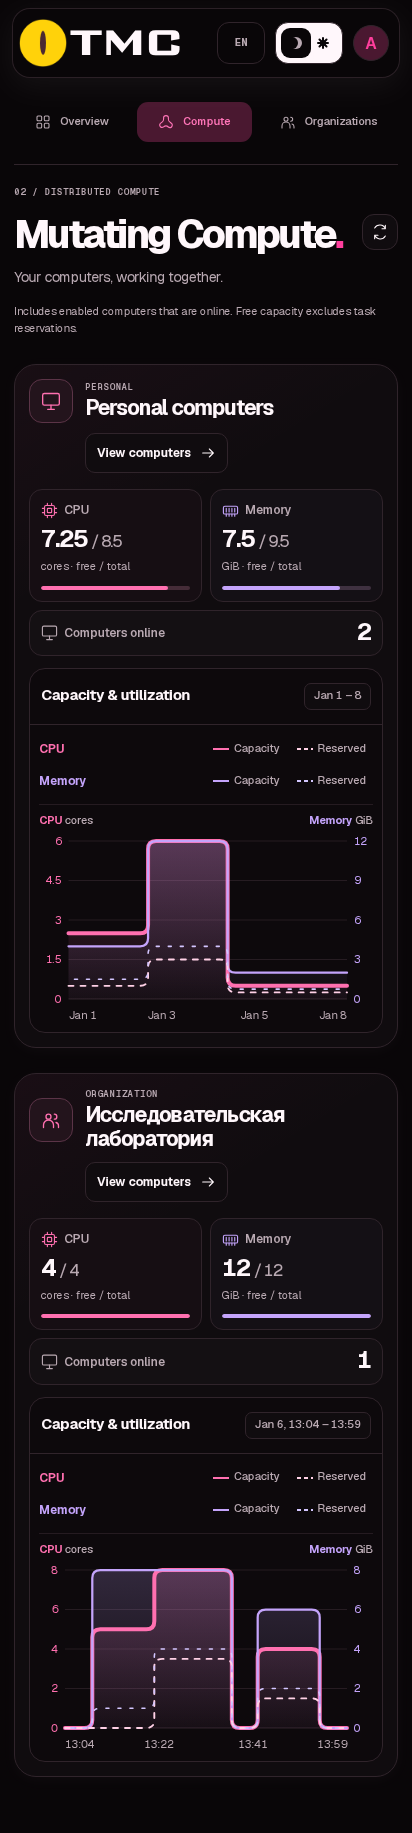 TMC
EN
A
Overview
Compute
Organizations
02 / DISTRIBUTED COMPUTE
Mutating Compute.
Your computers, working together.
Includes enabled computers that are online. Free capacity excludes task
reservations.
PERSONAL
Personal computers
View computers →
CPU
7.25 / 8.5
cores · free / total
Memory
7.5 / 9.5
GiB · free / total
Computers online
2
Capacity & utilization
Jan 1 – 8
CPU
Capacity
Reserved
Memory
Capacity
Reserved
CPU cores
Memory GiB
6
12
4.5
9
3
6
1.5
3
0
0
Jan 1
Jan 3
Jan 5
Jan 8
ORGANIZATION
Исследовательская
лаборатория
View computers →
CPU
4 / 4
cores · free / total
Memory
12 / 12
GiB · free / total
Computers online
1
Capacity & utilization
Jan 6, 13:04 – 13:59
CPU
Capacity
Reserved
Memory
Capacity
Reserved
CPU cores
Memory GiB
8
8
6
6
4
4
2
2
0
0
13:04
13:22
13:41
13:59